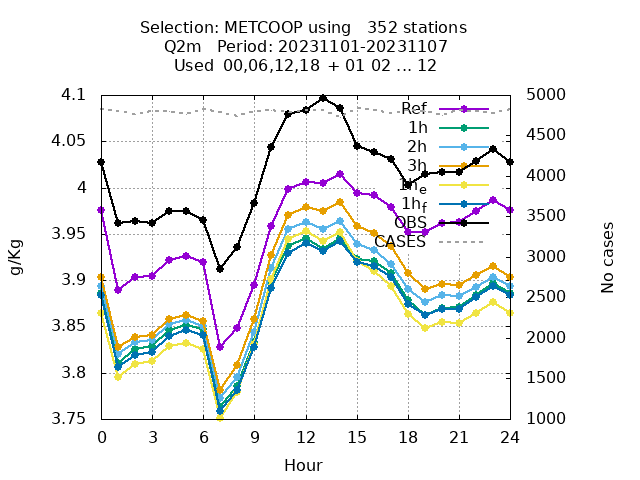 Selection: METCOOP using   352 stations
Q2m   Period: 20231101-20231107
Used  00,06,12,18 + 01 02 ... 12
4.1
4.05
4
3.95
3.9
3.85
3.8
3.75
g/Kg
5000
4500
4000
3500
3000
2500
2000
1500
1000
No cases
Ref
1h
2h
3h
1he
1hf
OBS
CASES
0 3 6 9 12 15 18 21 24
Hour